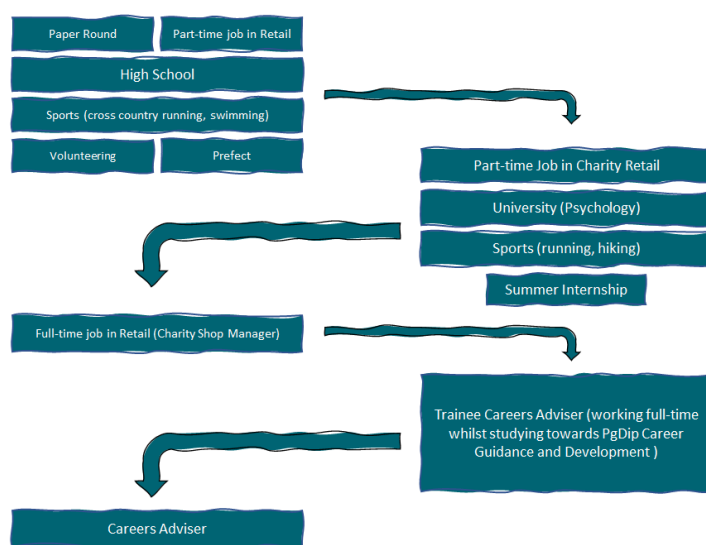 Paper Round
Part-time job in Retail
High School
Sports (cross country running, swimming)
Volunteering
Prefect
Part-time Job in Charity Retail
University (Psychology)
Sports (running, hiking)
Summer Internship
Full-time job in Retail (Charity Shop Manager)
Trainee Careers Adviser (working full-time
whilst studying towards PgDip Career
Guidance and Development )
Careers Adviser